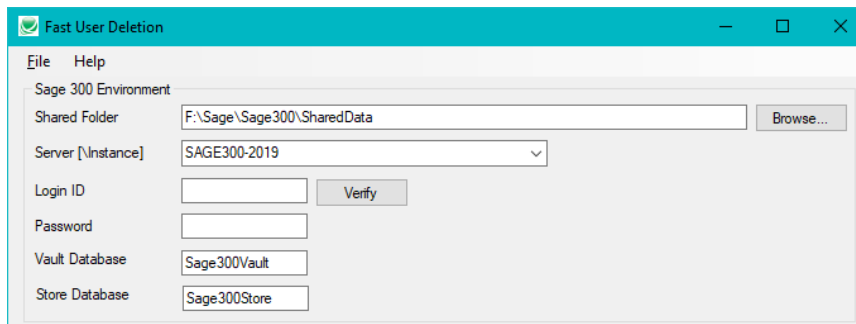 Fast User Deletion
File Help
Sage 300 Environment
Shared Folder F:\Sage\Sage300\SharedData Browse...
Server [\Instance] SAGE300-2019
Login ID Verify
Password
Vault Database Sage300Vault
Store Database Sage300Store